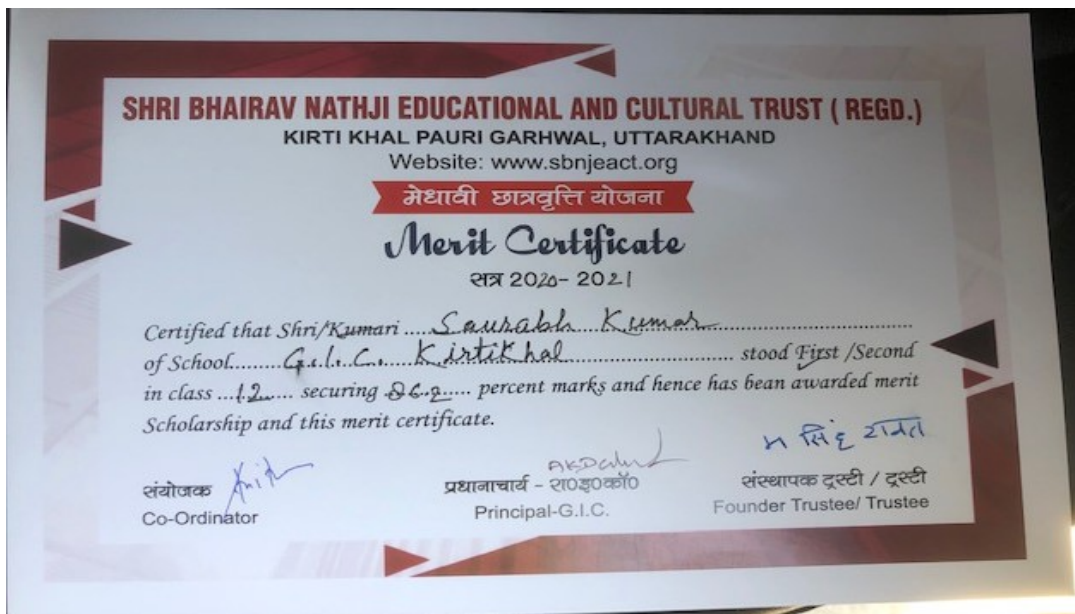 SHRI BHAIRAV NATHJI EDUCATIONAL AND CULTURAL TRUST ( REGD.)
KIRTI KHAL PAURI GARHWAL, UTTARAKHAND
Website: www.sbnjeact.org
मेधावी छात्रवृत्ति योजना
Merit Certificate
सत्र 2020- 2021
Certified that Shri/Kumari .... Saurabh Kumar ....
of School.... G.I.C. Kirtikhal .... stood First /Second
in class ...12..... securing ..... percent marks and hence has bean awarded merit
Scholarship and this merit certificate.
सिंह रावत
संयोजक
प्रधानाचार्य - रा०इ०कॉ०
संस्थापक ट्रस्टी / ट्रस्टी
Co-Ordinator
Principal-G.I.C.
Founder Trustee/ Trustee